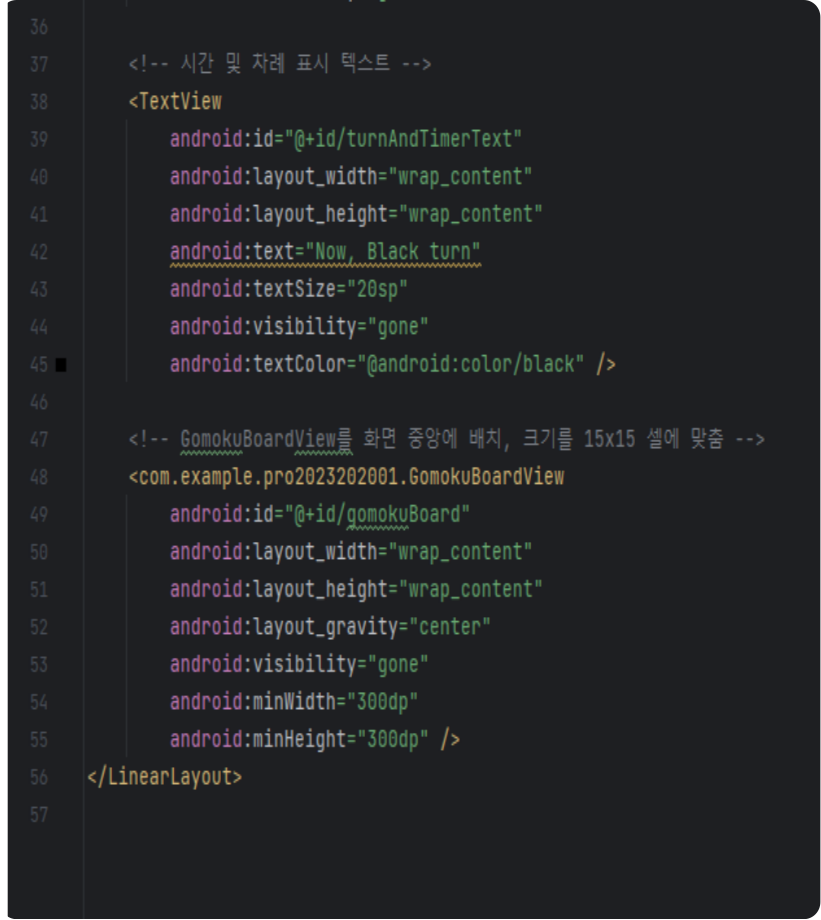 36
37 <!-- 시간 및 차례 표시 텍스트 -->
38 <TextView
39 android:id="@+id/turnAndTimerText"
40 android:layout_width="wrap_content"
41 android:layout_height="wrap_content"
42 android:text="Now, Black turn"
43 android:textSize="20sp"
44 android:visibility="gone"
45 android:textColor="@android:color/black" />
46
47 <!-- GomokuBoardView를 화면 중앙에 배치, 크기를 15x15 셀에 맞춤 -->
48 <com.example.pro2023202001.GomokuBoardView
49 android:id="@+id/gomokuBoard"
50 android:layout_width="wrap_content"
51 android:layout_height="wrap_content"
52 android:layout_gravity="center"
53 android:visibility="gone"
54 android:minWidth="300dp"
55 android:minHeight="300dp" />
56 </LinearLayout>
57